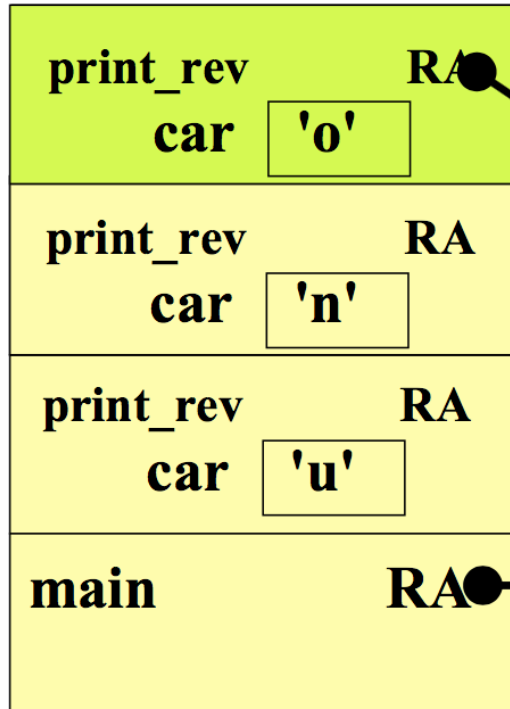 print_rev RA
car 'o'
print_rev RA
car 'n'
print_rev RA
car 'u'
main RA